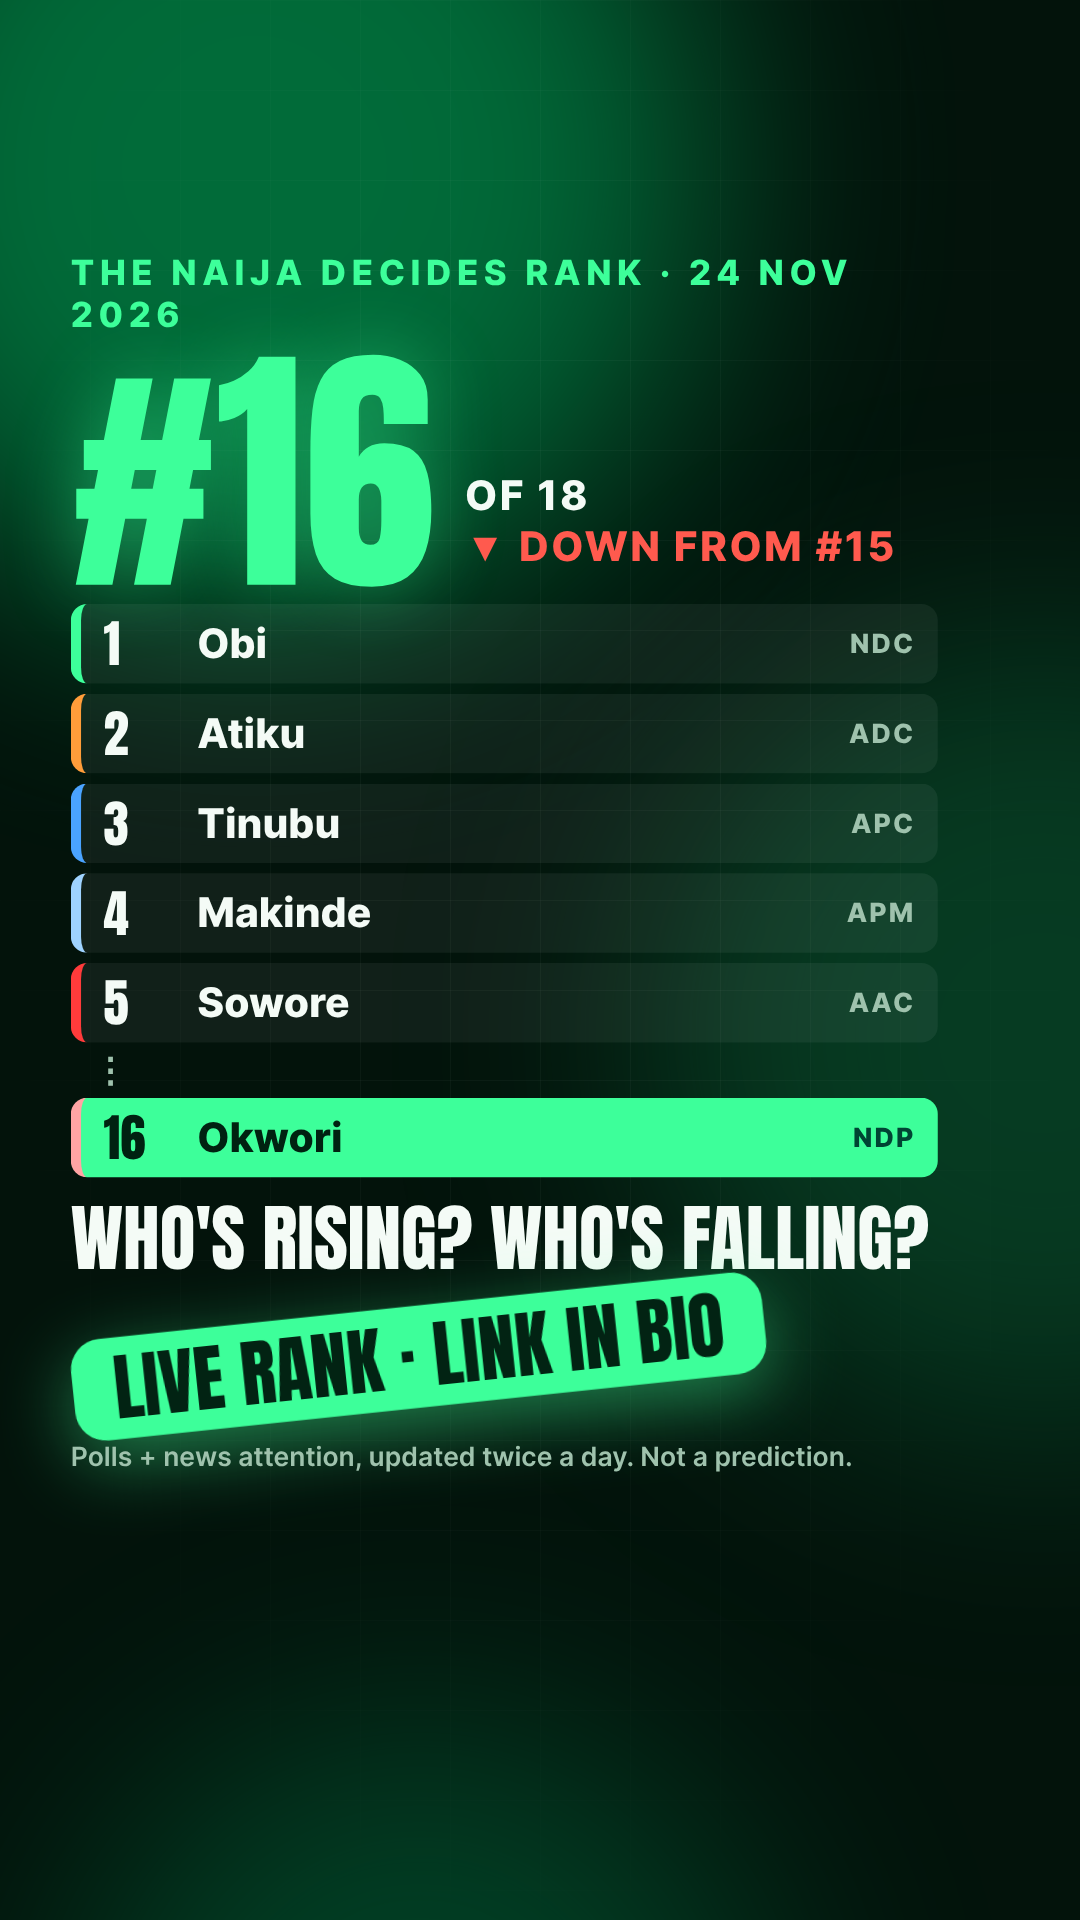 THE NAIJA DECIDES RANK · 24 NOV
2026
#16
OF 18
▼ DOWN FROM #15
1 Obi NDC
2 Atiku ADC
3 Tinubu APC
4 Makinde APM
5 Sowore AAC
⋮
16 Okwori NDP
WHO'S RISING? WHO'S FALLING?
LIVE RANK · LINK IN BIO
Polls + news attention, updated twice a day. Not a prediction.